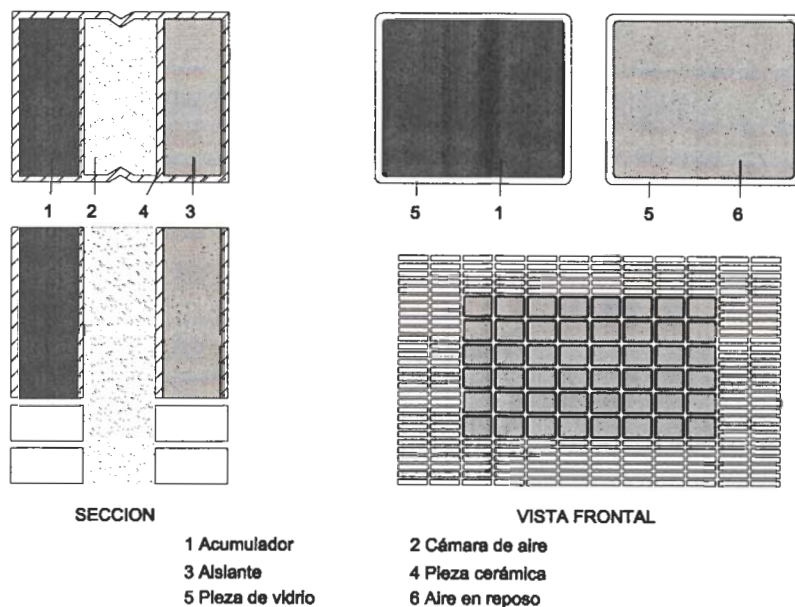 1 2 4 3
5 1 5 6
SECCION
VISTA FRONTAL
1 Acumulador
2 Cámara de aire
3 Aislante
4 Pieza cerámica
5 Pieza de vidrio
6 Aire en reposo